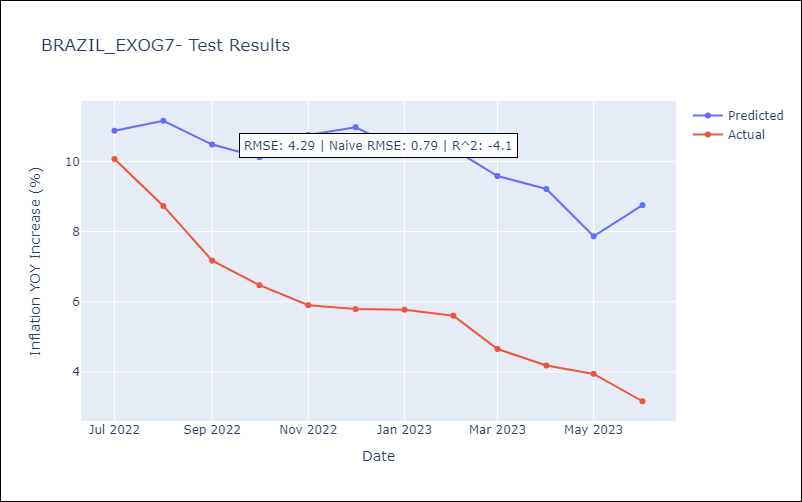 BRAZIL_EXOG7- Test Results
Predicted
Actual
RMSE: 4.29 | Naive RMSE: 0.79 | R^2: -4.1
Inflation YOY Increase (%)
10
8
6
4
Jul 2022
Sep 2022
Nov 2022
Jan 2023
Mar 2023
May 2023
Date